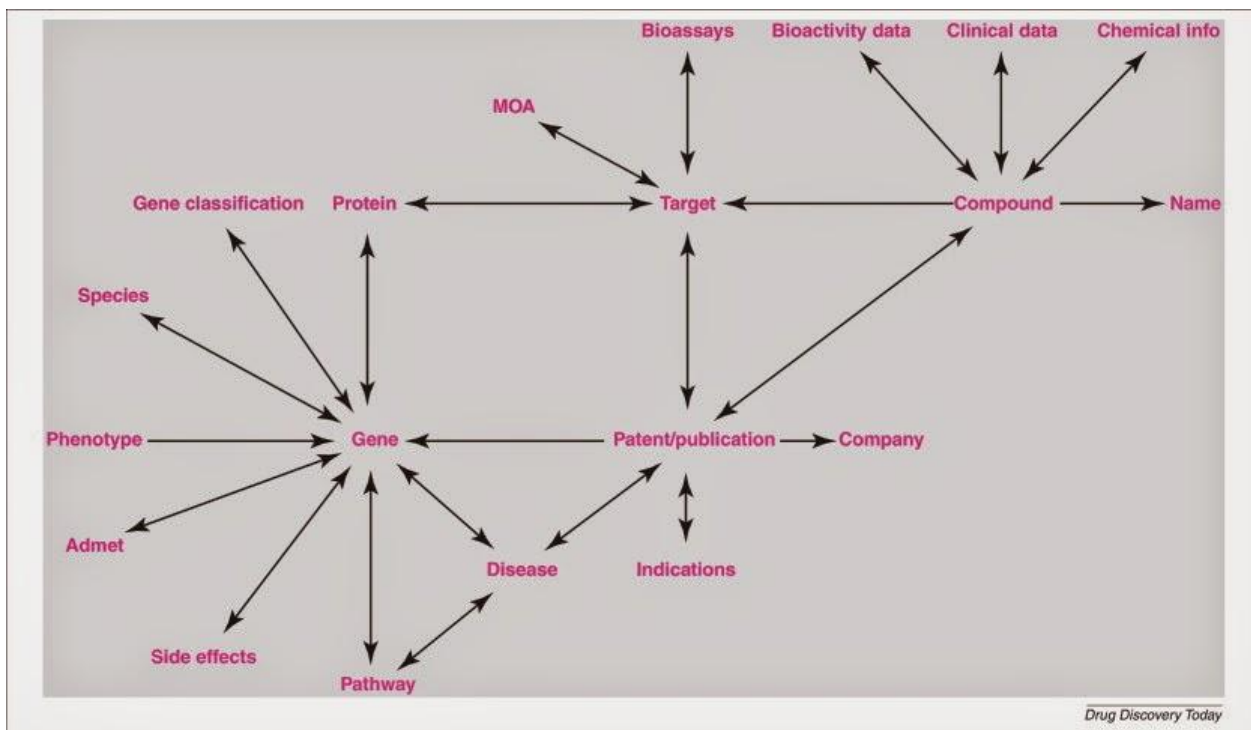 Bioassays
Bioactivity data
Clinical data
Chemical info
MOA
Gene classification
Protein
Target
Compound
Name
Species
Phenotype
Gene
Patent/publication
Company
Admet
Disease
Indications
Side effects
Pathway
Drug Discovery Today